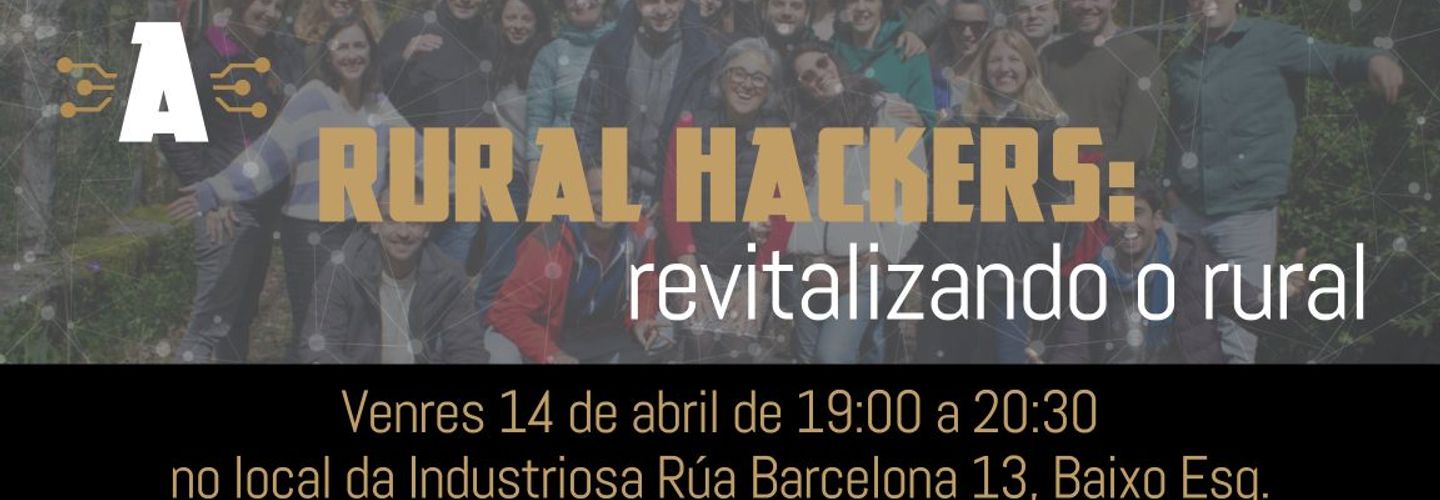 A
RURAL HACKERS:
revitalizando o rural
Venres 14 de abril de 19:00 a 20:30
no local da Industriosa Rúa Barcelona 13, Baixo Esq.